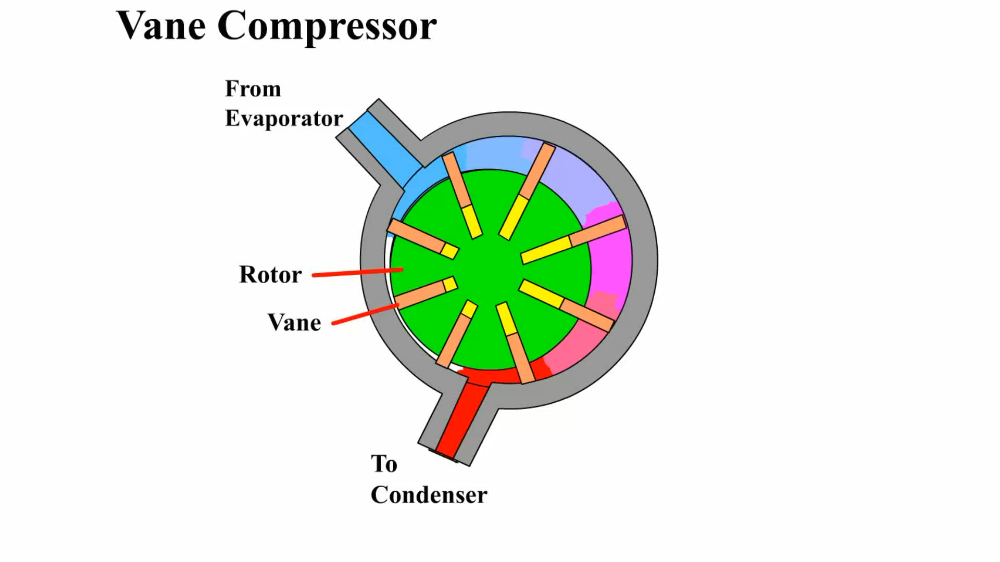 Vane Compressor
From
Evaporator
Rotor
Vane
To
Condenser